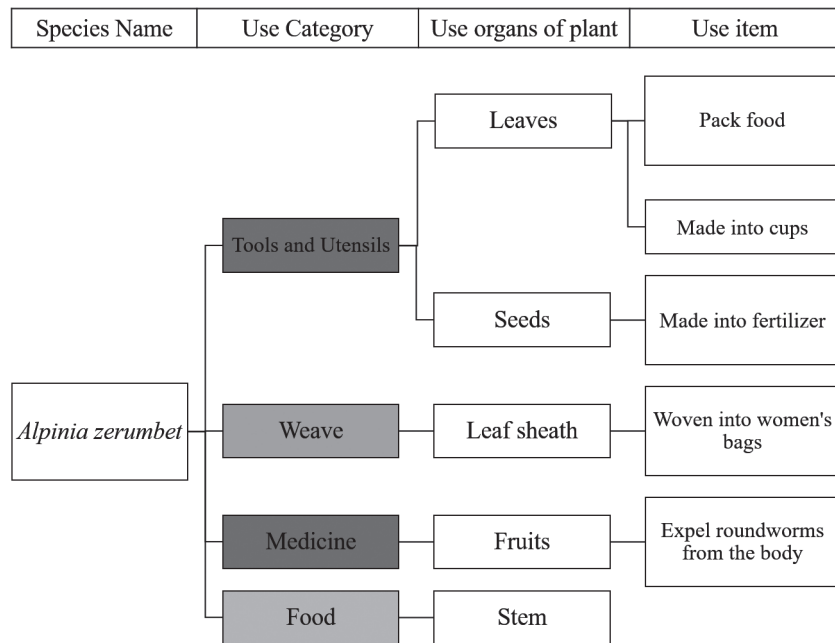 Species Name
Use Category
Use organs of plant
Use item
Leaves
Pack food
Made into cups
Tools and Utensils
Seeds
Made into fertilizer
Alpinia zerumbet
Weave
Leaf sheath
Woven into women's
bags
Medicine
Fruits
Expel roundworms
from the body
Food
Stem